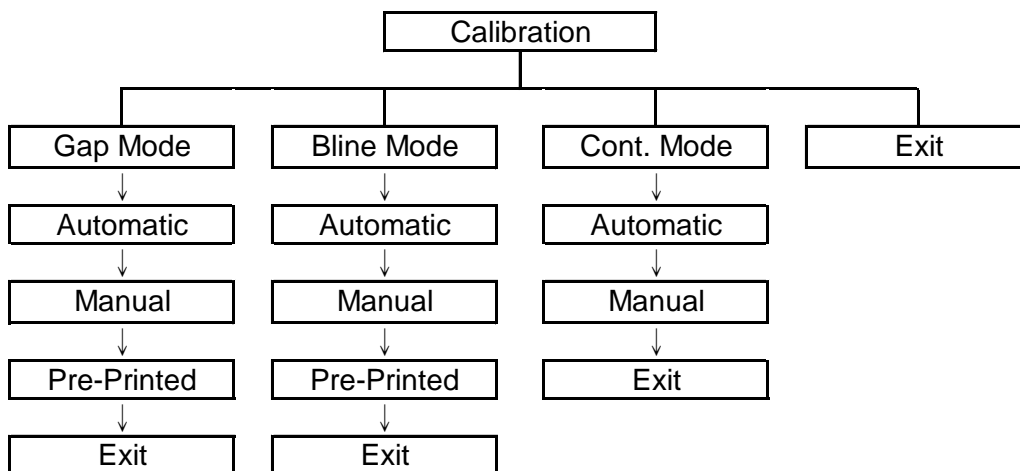 Calibration
Gap Mode
Bline Mode
Cont. Mode
Exit
Automatic
Automatic
Automatic
Manual
Manual
Manual
Pre-Printed
Pre-Printed
Exit
Exit
Exit